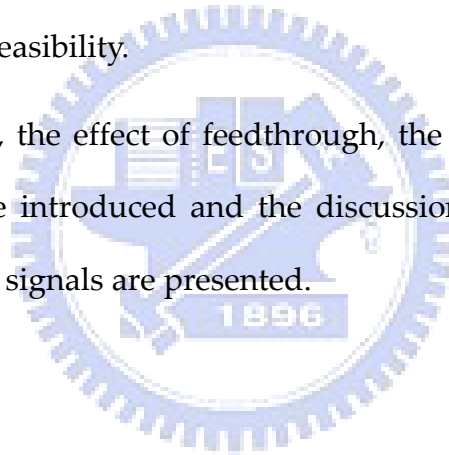 easibility.
, the effect of feedthrough, the
e introduced and the discussion
signals are presented.
1896